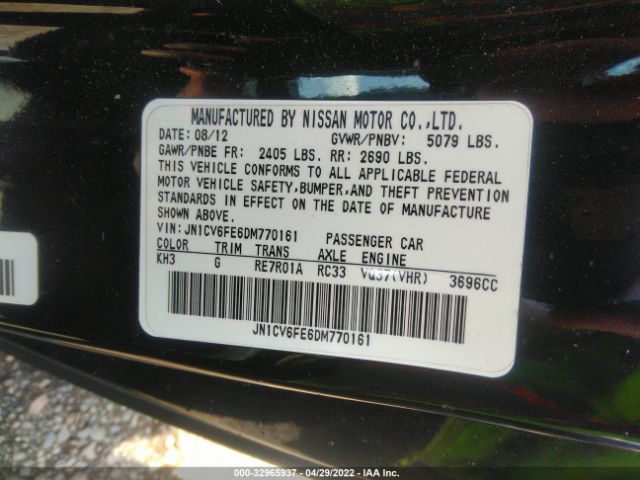 MANUFACTURED BY NISSAN MOTOR CO.,LTD.
DATE: 08/12 GVWR/PNBV: 5079 LBS.
GAWR/PNBE FR: 2405 LBS. RR: 2690 LBS.
THIS VEHICLE CONFORMS TO ALL APPLICABLE FEDERAL
MOTOR VEHICLE SAFETY,BUMPER,AND THEFT PREVENTION
STANDARDS IN EFFECT ON THE DATE OF MANUFACTURE
SHOWN ABOVE.
VIN: JN1CV6FE6DM770161 PASSENGER CAR
COLOR TRIM TRANS AXLE ENGINE
KH3 G RE7R01A RC33 VQ37(VHR) 3696CC
JN1CV6FE6DM770161
000-32965937 - 04/29/2022 - IAA Inc.